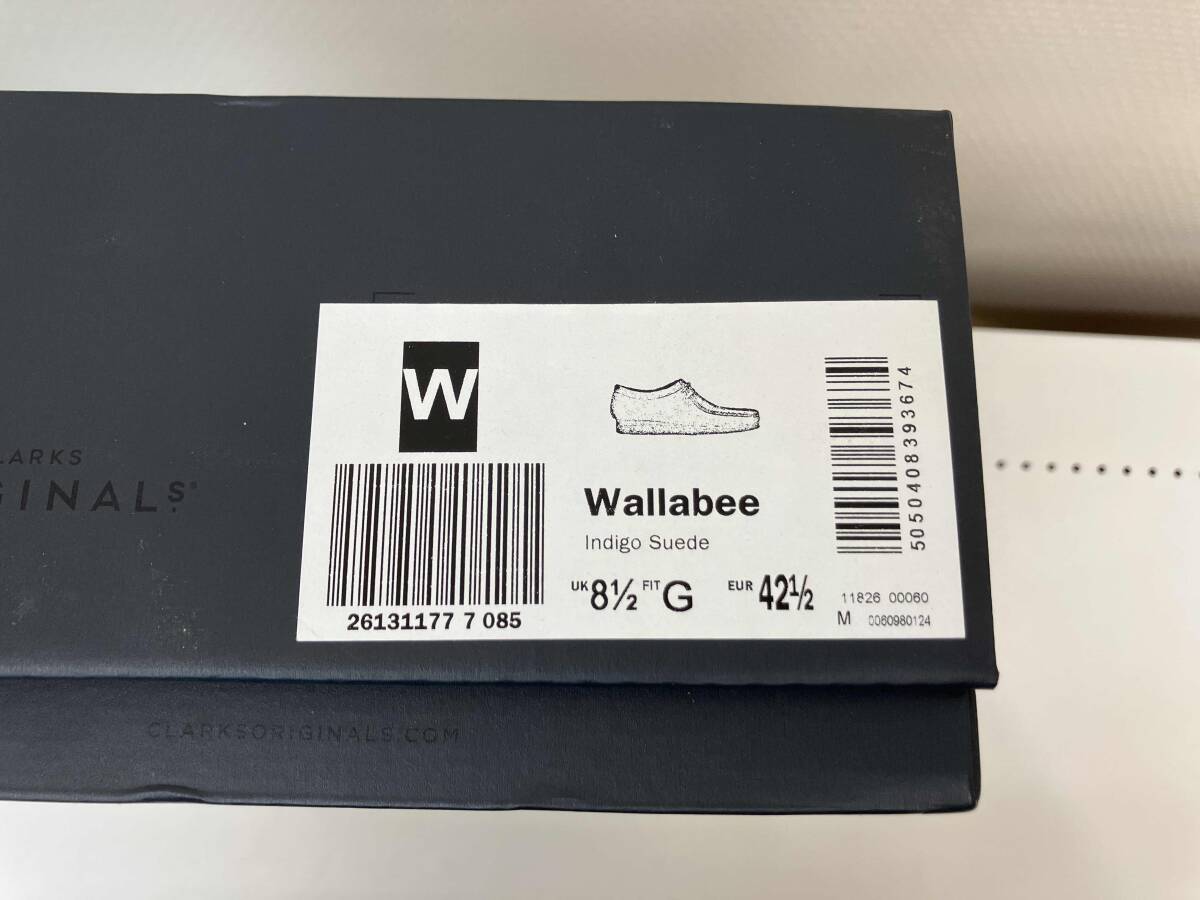 LARKS
GINALS
W
26131177 7 085
Wallabee
Indigo Suede
UK 8½ FIT G EUR 42½
5050408393674
11826 00060
M 0060980124
CLARKSORIGINALS.COM